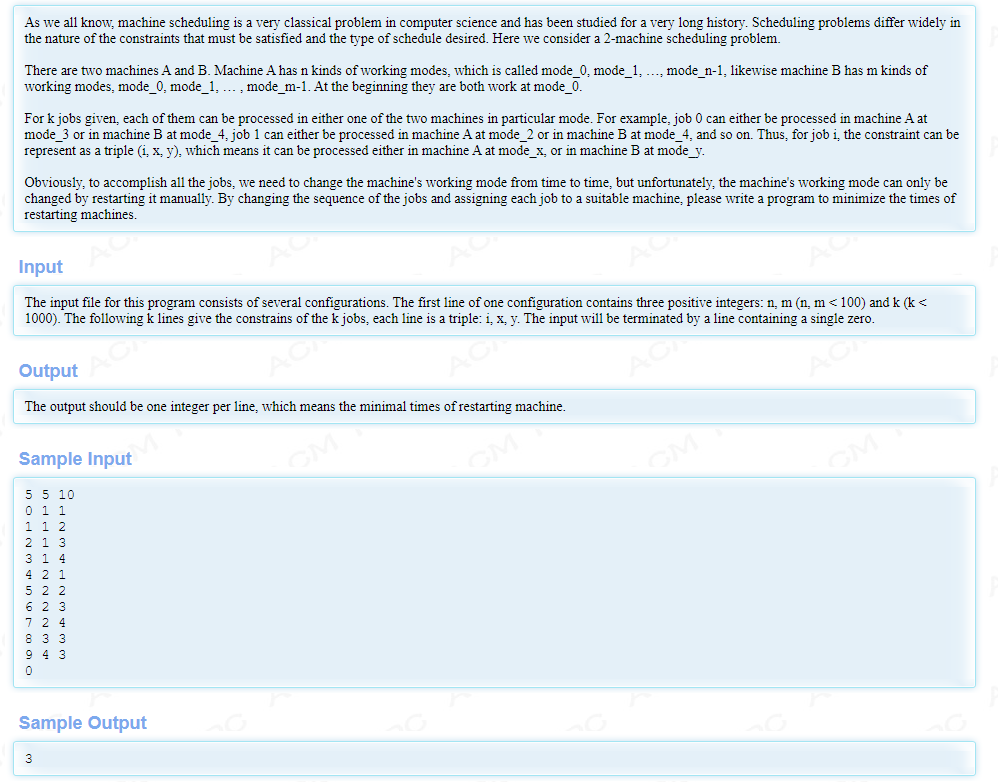 As we all know, machine scheduling is a very classical problem in computer science and has been studied for a very long history. Scheduling problems differ widely in
the nature of the constraints that must be satisfied and the type of schedule desired. Here we consider a 2-machine scheduling problem.
There are two machines A and B. Machine A has n kinds of working modes, which is called mode_0, mode_1, …, mode_n-1, likewise machine B has m kinds of
working modes, mode_0, mode_1, … , mode_m-1. At the beginning they are both work at mode_0.
For k jobs given, each of them can be processed in either one of the two machines in particular mode. For example, job 0 can either be processed in machine A at
mode_3 or in machine B at mode_4, job 1 can either be processed in machine A at mode_2 or in machine B at mode_4, and so on. Thus, for job i, the constraint can be
represent as a triple (i, x, y), which means it can be processed either in machine A at mode_x, or in machine B at mode_y.
Obviously, to accomplish all the jobs, we need to change the machine's working mode from time to time, but unfortunately, the machine's working mode can only be
changed by restarting it manually. By changing the sequence of the jobs and assigning each job to a suitable machine, please write a program to minimize the times of
restarting machines.
Input
The input file for this program consists of several configurations. The first line of one configuration contains three positive integers: n, m (n, m < 100) and k (k <
1000). The following k lines give the constrains of the k jobs, each line is a triple: i, x, y. The input will be terminated by a line containing a single zero.
Output
The output should be one integer per line, which means the minimal times of restarting machine.
Sample Input
5 5 10
0 1 1
1 1 2
2 1 3
3 1 4
4 2 1
5 2 2
6 2 3
7 2 4
8 3 3
9 4 3
0
Sample Output
3